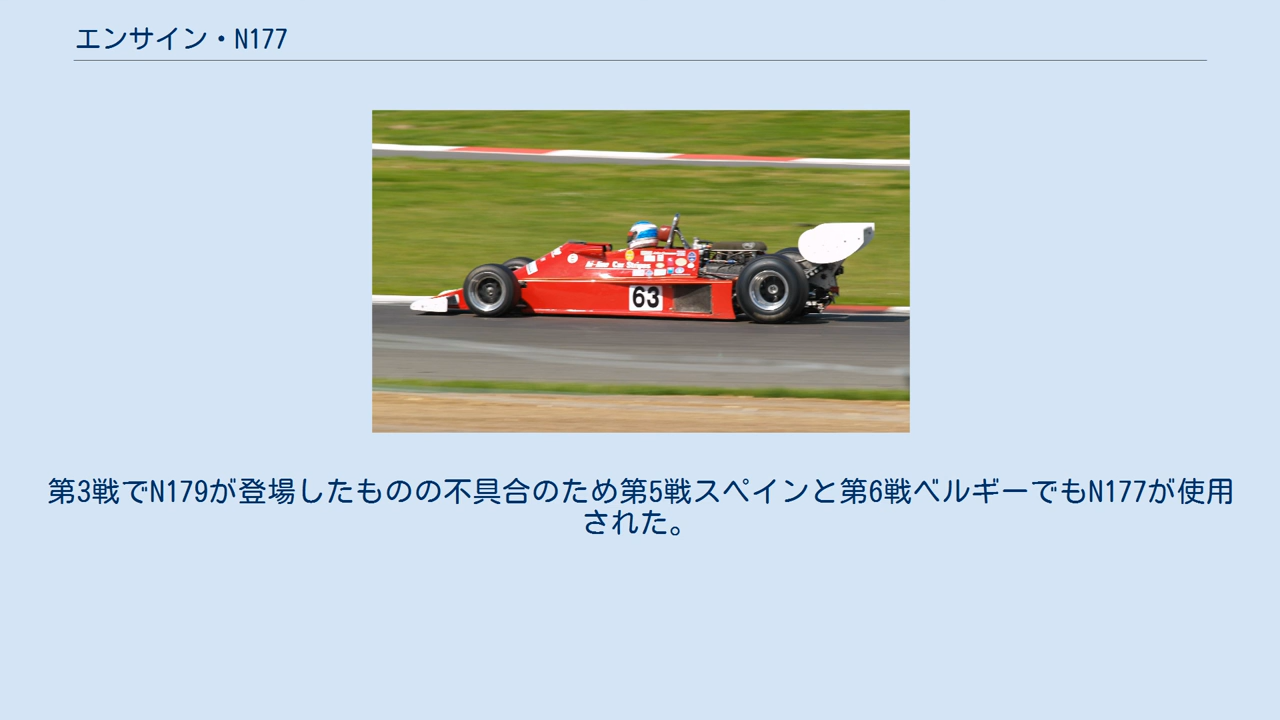 エンサイン・N177
63
第3戦でN179が登場したものの不具合のため第5戦スペインと第6戦ベルギーでもN177が使用
された。